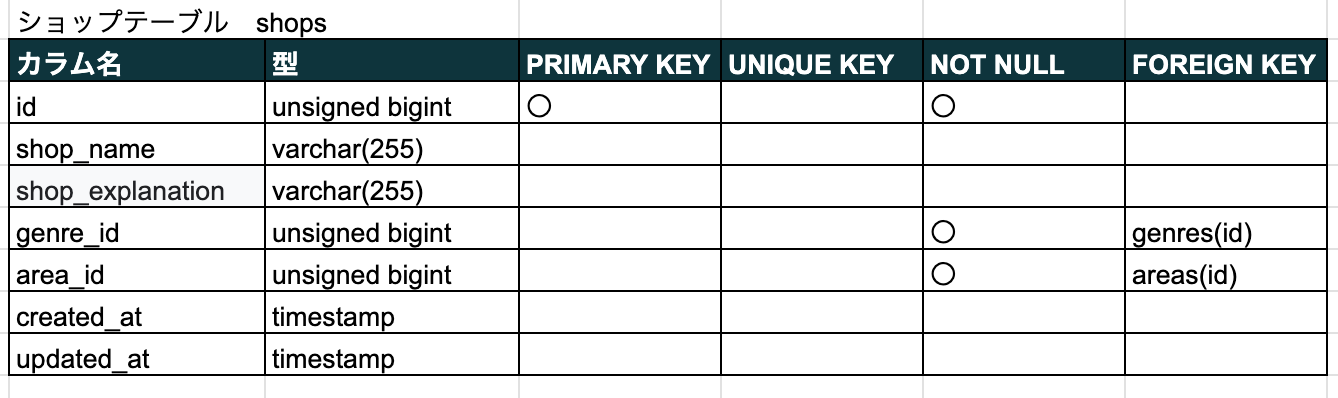 ショップテーブル　shops
カラム名 型 PRIMARY KEY UNIQUE KEY NOT NULL FOREIGN KEY
id unsigned bigint ○ ○
shop_name varchar(255)
shop_explanation varchar(255)
genre_id unsigned bigint ○ genres(id)
area_id unsigned bigint ○ areas(id)
created_at timestamp
updated_at timestamp